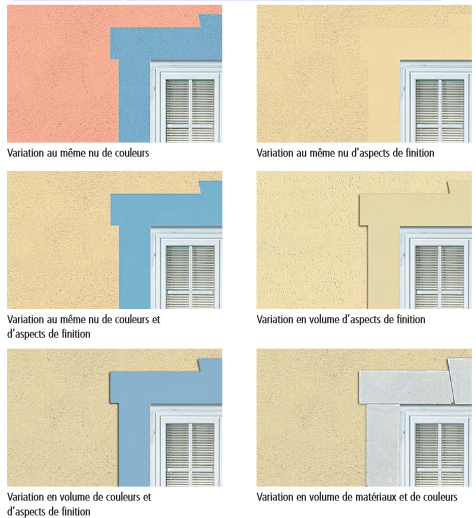 Variation au même nu de couleurs
Variation au même nu d'aspects de finition
Variation au même nu de couleurs et
d'aspects de finition
Variation en volume d'aspects de finition
Variation en volume de couleurs et
d'aspects de finition
Variation en volume de matériaux et de couleurs